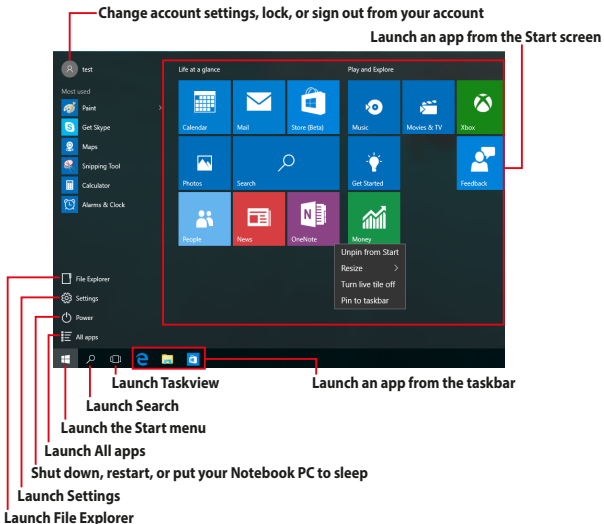 Change account settings, lock, or sign out from your account
Launch an app from the Start screen
test
Life at a glance
Play and Explore
Most used
Paint
Get Skype
Maps
Snipping Tool
Calculator
Alarms & Clock
Calendar
Mail
Store (Beta)
Music
Movies & TV
Xbox
Photos
Search
Get Started
Feedback
People
News
N
OneNote
Money
Unpin from Start
Resize
Turn live tile off
Pin to taskbar
File Explorer
Settings
Power
All apps
Launch Taskview
Launch an app from the taskbar
Launch Search
Launch the Start menu
Launch All apps
Shut down, restart, or put your Notebook PC to sleep
Launch Settings
Launch File Explorer